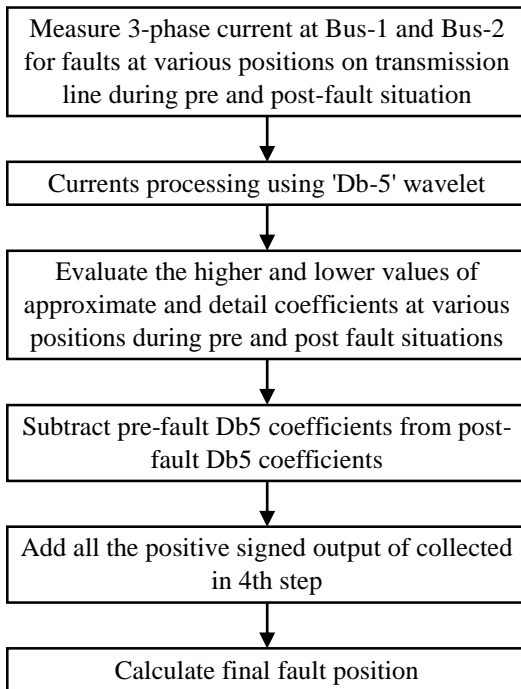 Measure 3-phase current at Bus-1 and Bus-2
for faults at various positions on transmission
line during pre and post-fault situation
Currents processing using 'Db-5' wavelet
Evaluate the higher and lower values of
approximate and detail coefficients at various
positions during pre and post fault situations
Subtract pre-fault Db5 coefficients from post-
fault Db5 coefficients
Add all the positive signed output of collected
in 4th step
Calculate final fault position